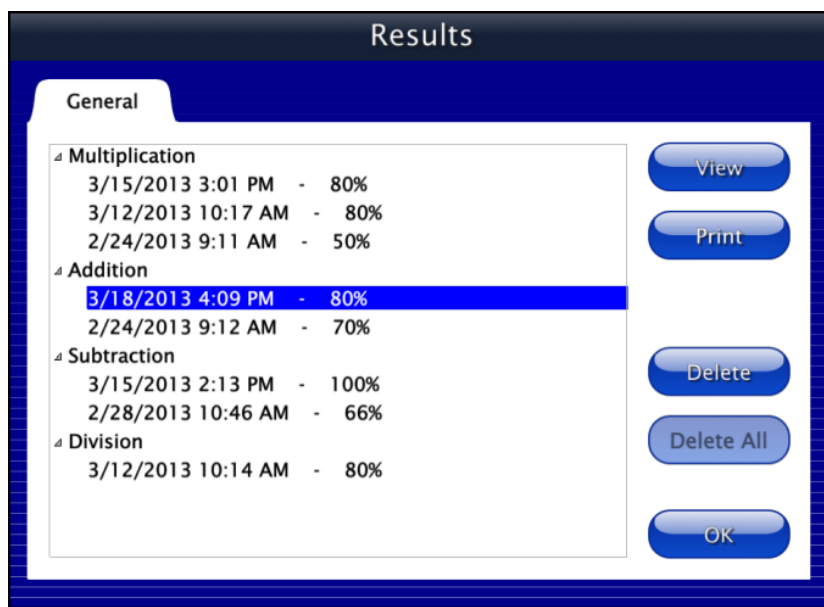 Results
General
Multiplication
3/15/2013 3:01 PM - 80%
3/12/2013 10:17 AM - 80%
2/24/2013 9:11 AM - 50%
Addition
3/18/2013 4:09 PM - 80%
2/24/2013 9:12 AM - 70%
Subtraction
3/15/2013 2:13 PM - 100%
2/28/2013 10:46 AM - 66%
Division
3/12/2013 10:14 AM - 80%
View
Print
Delete
Delete All
OK